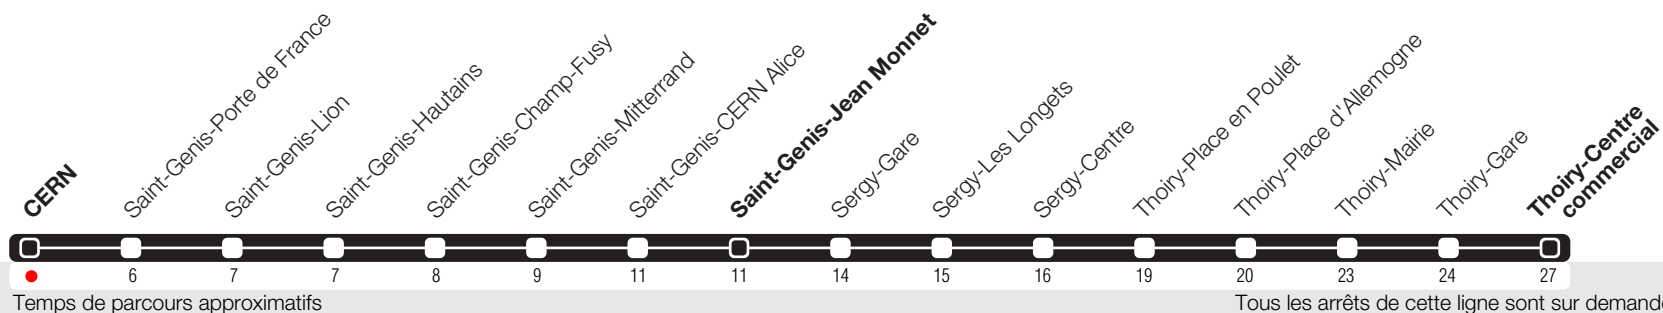 CERN
Saint-Genis-Porte de France
Saint-Genis-Lion
Saint-Genis-Hautains
Saint-Genis-Champ-Fusy
Saint-Genis-Mitterrand
Saint-Genis-CERN Alice
Saint-Genis-Jean Monnet
Sergy-Gare
Sergy-Les Longets
Sergy-Centre
Thoiry-Place en Poulet
Thoiry-Place d'Allemogne
Thoiry-Mairie
Thoiry-Gare
Thoiry-Centre
commercial
6 7 7 8 9 11 11 14 15 16 19 20 23 24 27
Temps de parcours approximatifs
Tous les arrêts de cette ligne sont sur demande